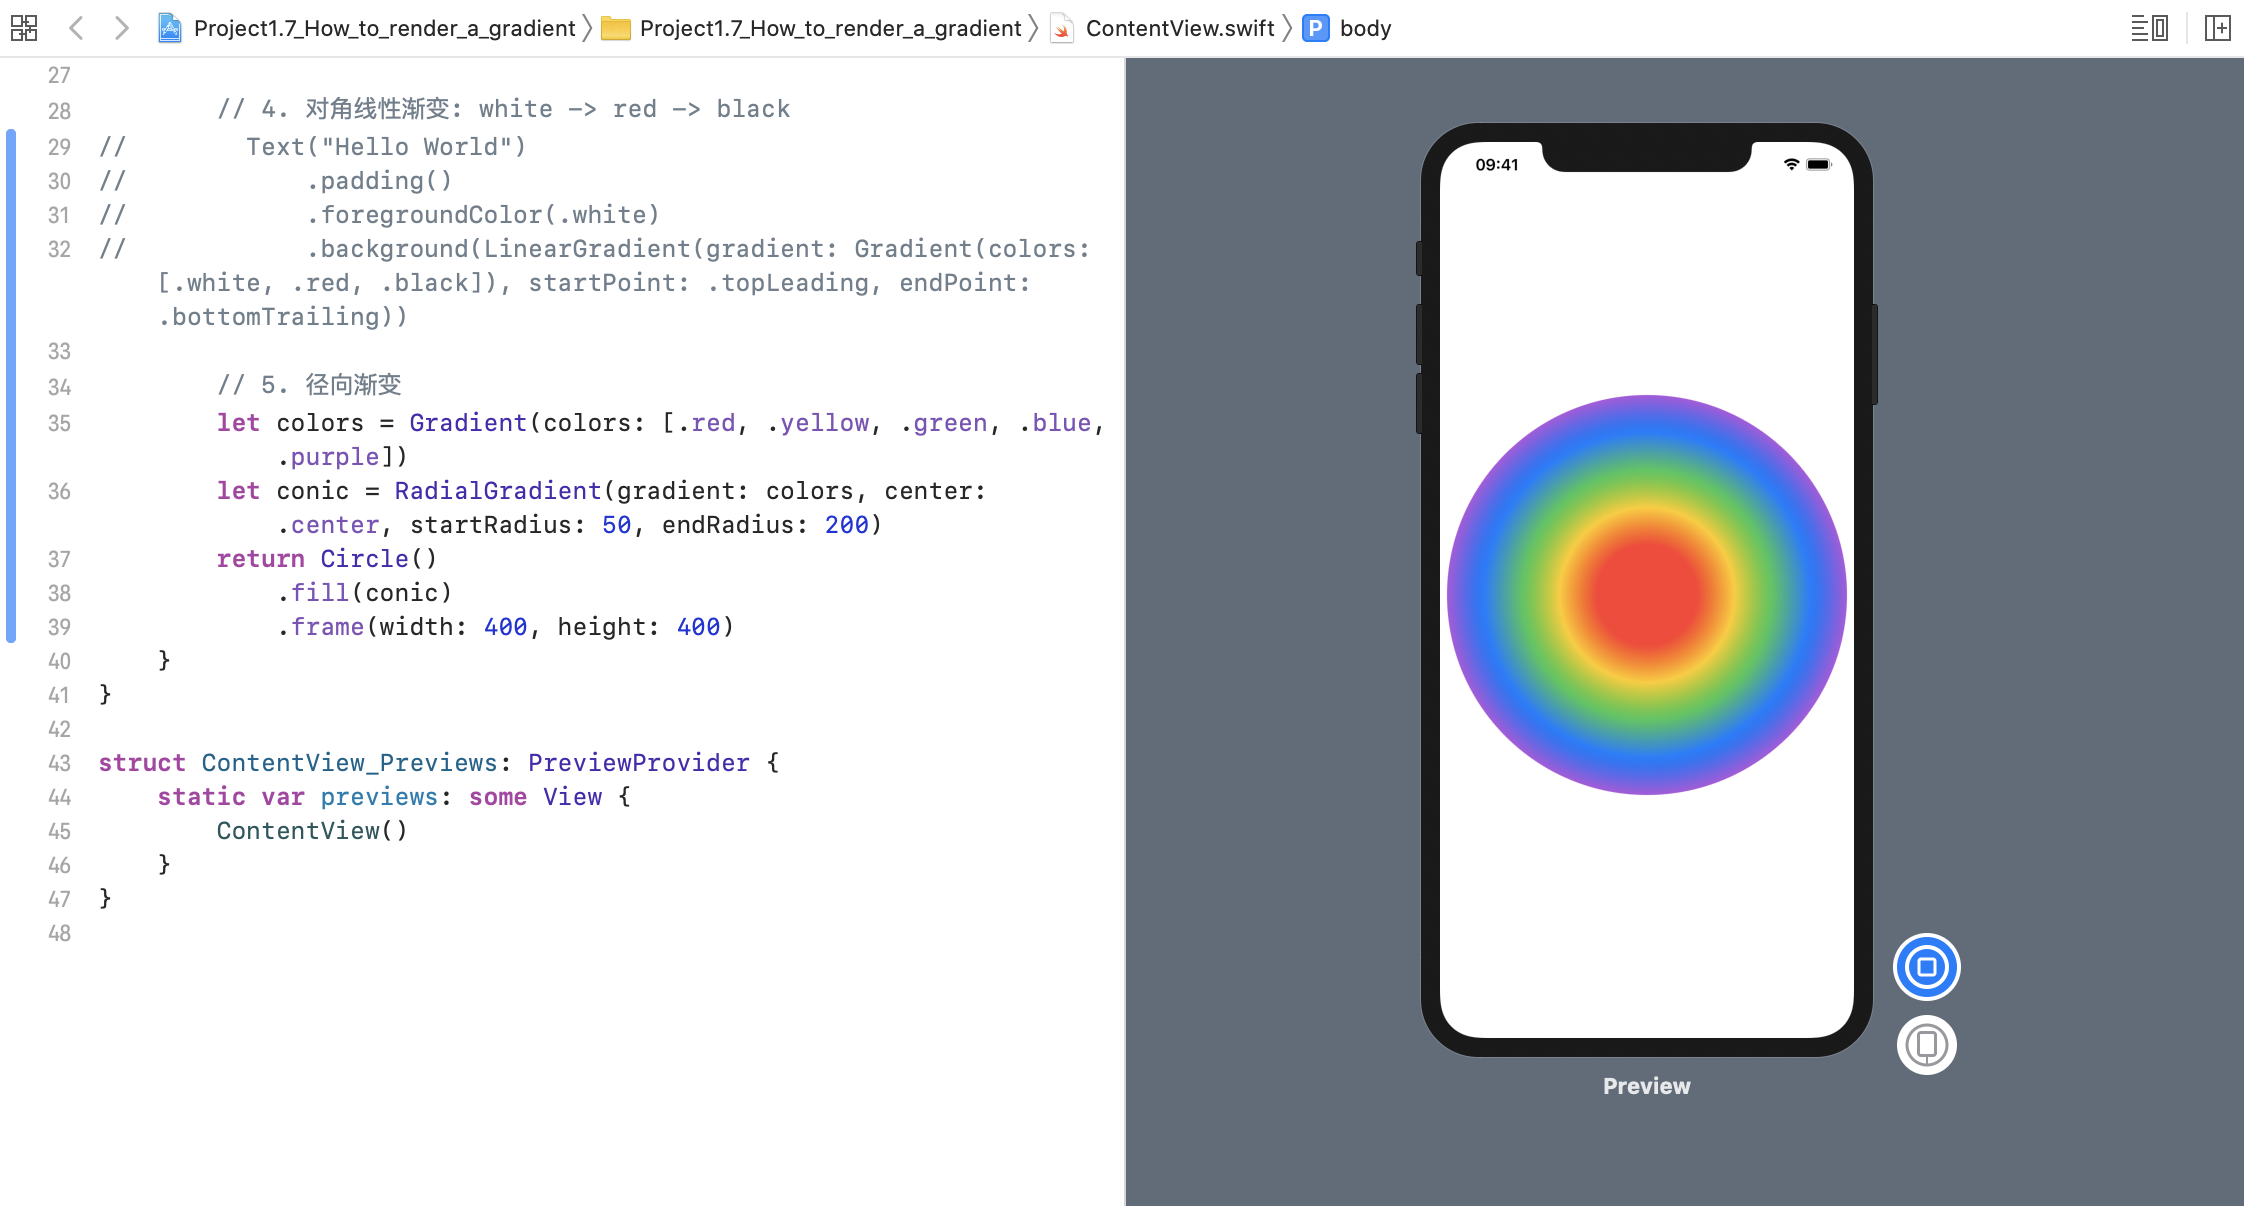 Project1.7_How_to_render_a_gradient Project1.7_How_to_render_a_gradient ContentView.swift P body
27
28 // 4. 对角线性渐变: white -> red -> black
29 // Text("Hello World")
30 // .padding()
31 // .foregroundColor(.white)
32 // .background(LinearGradient(gradient: Gradient(colors:
[.white, .red, .black]), startPoint: .topLeading, endPoint:
.bottomTrailing))
33
34 // 5. 径向渐变
35 let colors = Gradient(colors: [.red, .yellow, .green, .blue,
.purple])
36 let conic = RadialGradient(gradient: colors, center:
.center, startRadius: 50, endRadius: 200)
37 return Circle()
38 .fill(conic)
39 .frame(width: 400, height: 400)
40 }
41 }
42
43 struct ContentView_Previews: PreviewProvider {
44 static var previews: some View {
45 ContentView()
46 }
47 }
48
09:41
Preview